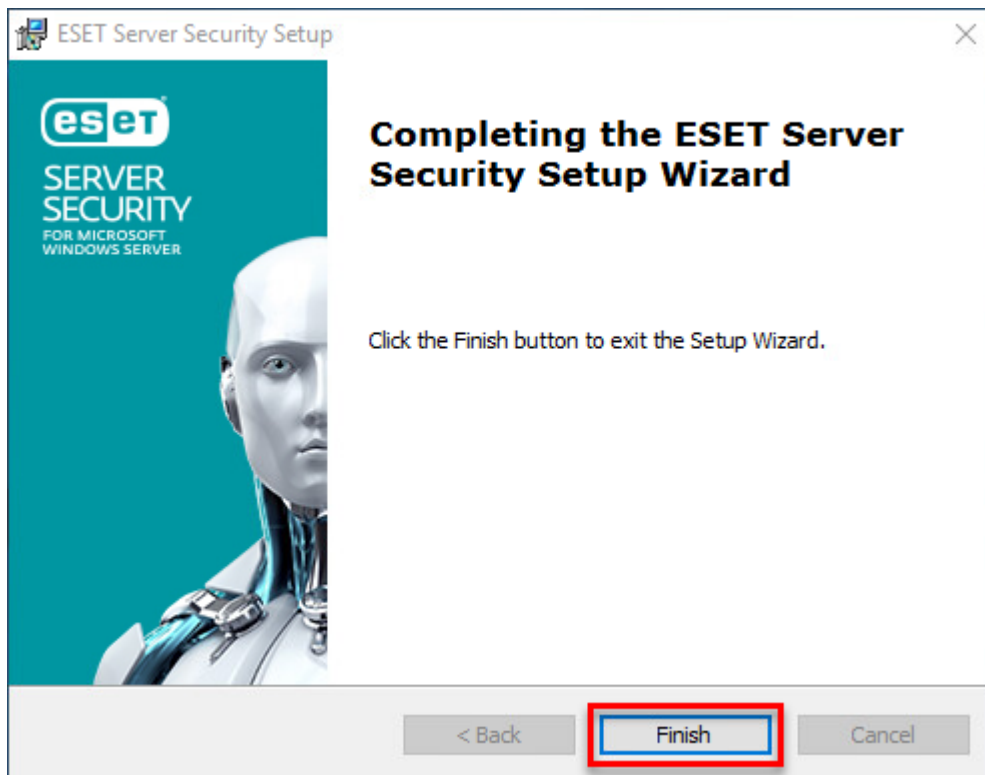 ESET Server Security Setup
eseT
SERVER
SECURITY
FOR MICROSOFT
WINDOWS SERVER
Completing the ESET Server
Security Setup Wizard
Click the Finish button to exit the Setup Wizard.
< Back
Finish
Cancel